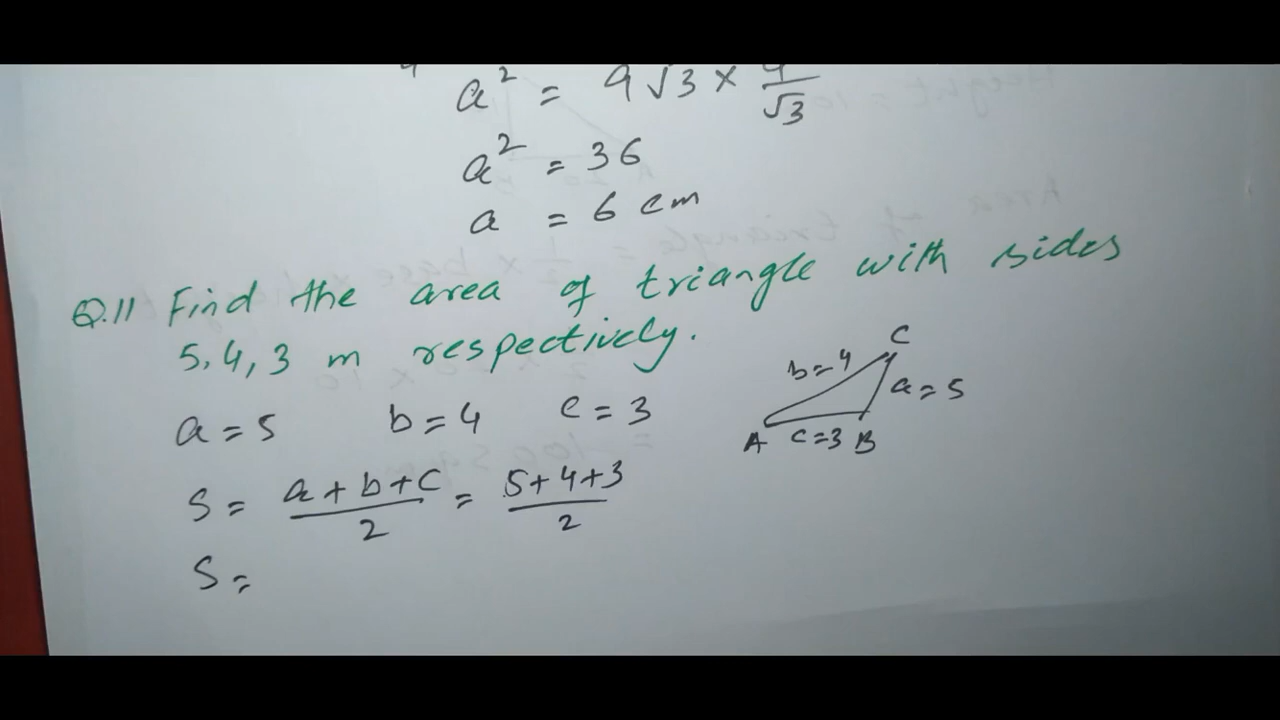 a² = 9√3 × 4/√3
a² = 36
a = 6 cm
Q.11 Find the area of triangle with sides
5, 4, 3 m respectively.
a = 5 b = 4 c = 3
S = a+b+c/2 = 5+4+3/2
S =
C
b=4
a=5
A c=3 B